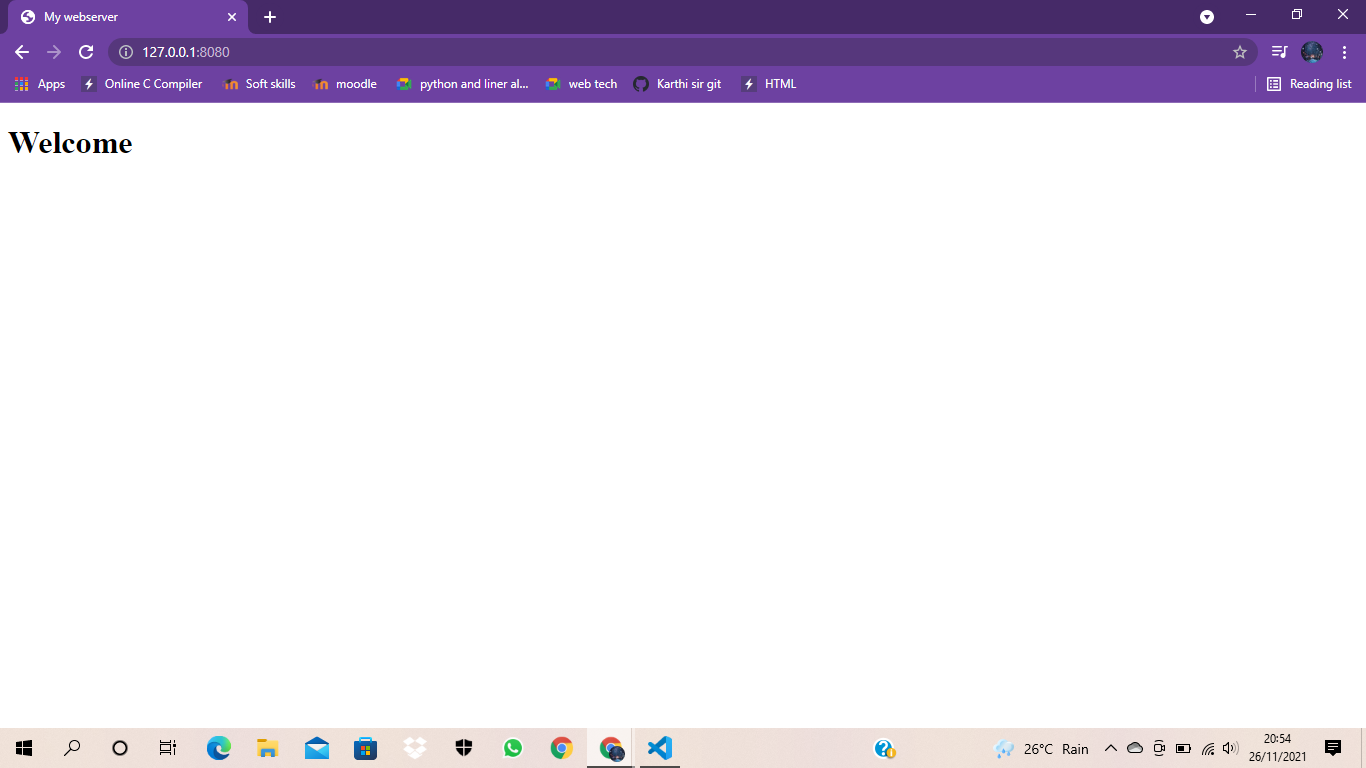 My webserver
127.0.0.1:8080
Apps Online C Compiler Soft skills moodle python and liner al... web tech Karthi sir git HTML Reading list
Welcome
26°C Rain
20:54
26/11/2021